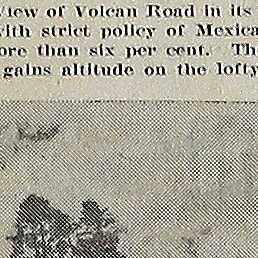 View of Volcan Road in its
with strict policy of Mexica
ore than six per cent. Th
gains altitude on the lofty